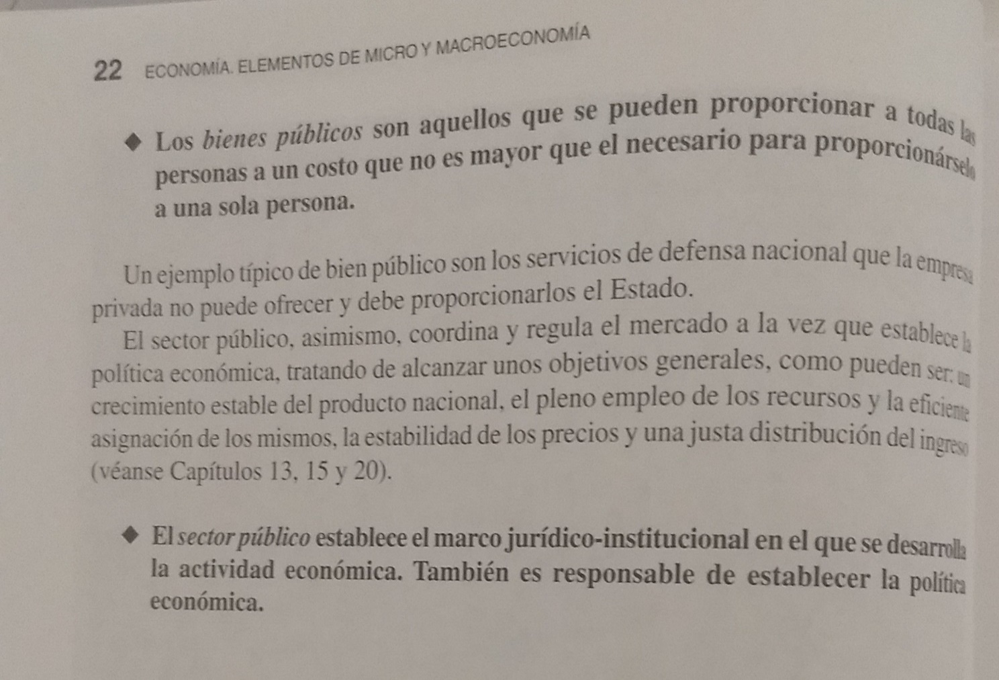 22 ECONOMÍA. ELEMENTOS DE MICRO Y MACROECONOMÍA
◆ Los bienes públicos son aquellos que se pueden proporcionar a todas las
personas a un costo que no es mayor que el necesario para proporcionárselo
a una sola persona.
Un ejemplo típico de bien público son los servicios de defensa nacional que la empresa
privada no puede ofrecer y debe proporcionarlos el Estado.
El sector público, asimismo, coordina y regula el mercado a la vez que establece la
política económica, tratando de alcanzar unos objetivos generales, como pueden ser: un
crecimiento estable del producto nacional, el pleno empleo de los recursos y la eficiente
asignación de los mismos, la estabilidad de los precios y una justa distribución del ingreso
(véanse Capítulos 13, 15 y 20).
◆ El sector público establece el marco jurídico-institucional en el que se desarrolla
la actividad económica. También es responsable de establecer la política
económica.